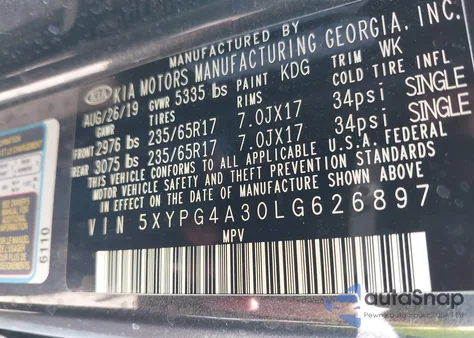 MANUFACTURED BY
KIA KIA MOTORS MANUFACTURING GEORGIA, INC.
AUG/26/19 GVWR 5335 lbs PAINT KDG TRIM WK
GAWR TIRES RIMS COLD TIRE INFL
FRONT 2976 lbs 235/65R17 7.0JX17 34psi SINGLE
REAR 3075 lbs 235/65R17 7.0JX17 34psi SINGLE
THIS VEHICLE CONFORMS TO ALL APPLICABLE U.S.A. FEDERAL
MOTOR VEHICLE SAFETY AND THEFT PREVENTION STANDARDS
IN EFFECT ON THE DATE OF MANUFACTURE SHOWN ABOVE
VIN 5XYPG4A30LG626897
MPV
6110
autoSnap